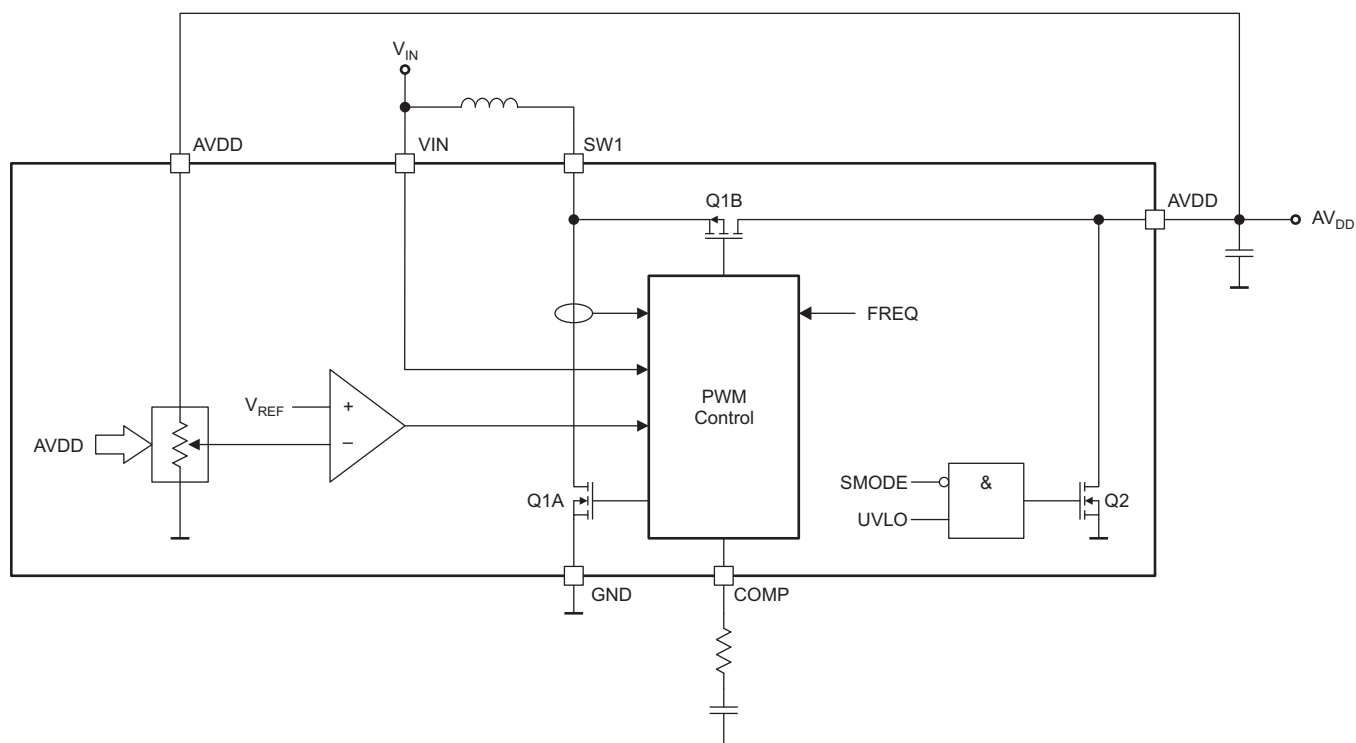 V_IN
AVDD
VIN
SW1
Q1B
AVDD
AV_DD
FREQ
PWM
Control
V_REF
+
−
AVDD
SMODE
&
UVLO
Q1A
Q2
GND
COMP